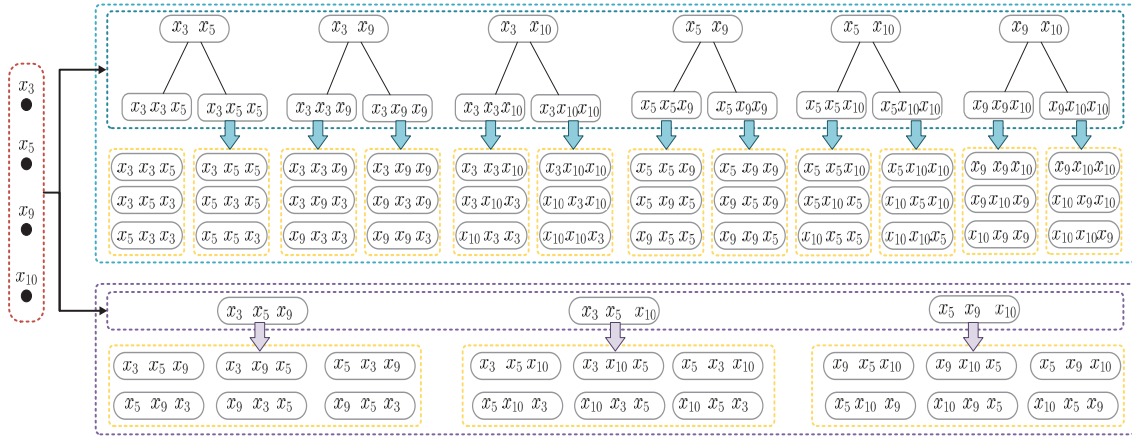 x₃ x₅ x₃ x₉ x₃ x₁₀ x₅ x₉ x₅ x₁₀ x₉ x₁₀
x₃ x₃ x₅ x₃ x₅ x₅ x₃ x₃ x₉ x₃ x₉ x₉ x₃ x₃ x₁₀ x₃ x₁₀ x₁₀ x₅ x₅ x₉ x₅ x₉ x₉ x₅ x₅ x₁₀ x₅ x₁₀ x₁₀ x₉ x₉ x₁₀ x₉ x₁₀ x₁₀
x₃
x₅
x₉
x₁₀
x₃ x₃ x₅ x₃ x₅ x₅ x₃ x₃ x₉ x₃ x₉ x₉ x₃ x₃ x₁₀ x₃ x₁₀ x₁₀ x₅ x₅ x₉ x₅ x₉ x₉ x₅ x₅ x₁₀ x₅ x₁₀ x₁₀ x₉ x₉ x₁₀ x₉ x₁₀ x₁₀
x₃ x₅ x₃ x₅ x₃ x₅ x₃ x₉ x₃ x₉ x₃ x₉ x₃ x₁₀ x₃ x₁₀ x₃ x₁₀ x₅ x₉ x₅ x₉ x₅ x₉ x₅ x₁₀ x₅ x₁₀ x₅ x₁₀ x₉ x₁₀ x₉ x₁₀ x₉ x₁₀
x₅ x₃ x₃ x₅ x₅ x₃ x₉ x₃ x₃ x₉ x₉ x₃ x₁₀ x₃ x₃ x₁₀ x₁₀ x₃ x₉ x₅ x₅ x₉ x₉ x₅ x₁₀ x₅ x₅ x₁₀ x₁₀ x₅ x₁₀ x₉ x₉ x₁₀ x₁₀ x₉
x₃ x₅ x₉ x₃ x₅ x₁₀ x₅ x₉ x₁₀
x₃ x₅ x₉ x₃ x₉ x₅ x₅ x₃ x₉ x₃ x₅ x₁₀ x₃ x₁₀ x₅ x₅ x₃ x₁₀ x₉ x₅ x₁₀ x₉ x₁₀ x₅ x₅ x₉ x₁₀
x₅ x₉ x₃ x₉ x₃ x₅ x₉ x₅ x₃ x₅ x₁₀ x₃ x₁₀ x₃ x₅ x₁₀ x₅ x₃ x₅ x₁₀ x₉ x₁₀ x₉ x₅ x₁₀ x₅ x₉